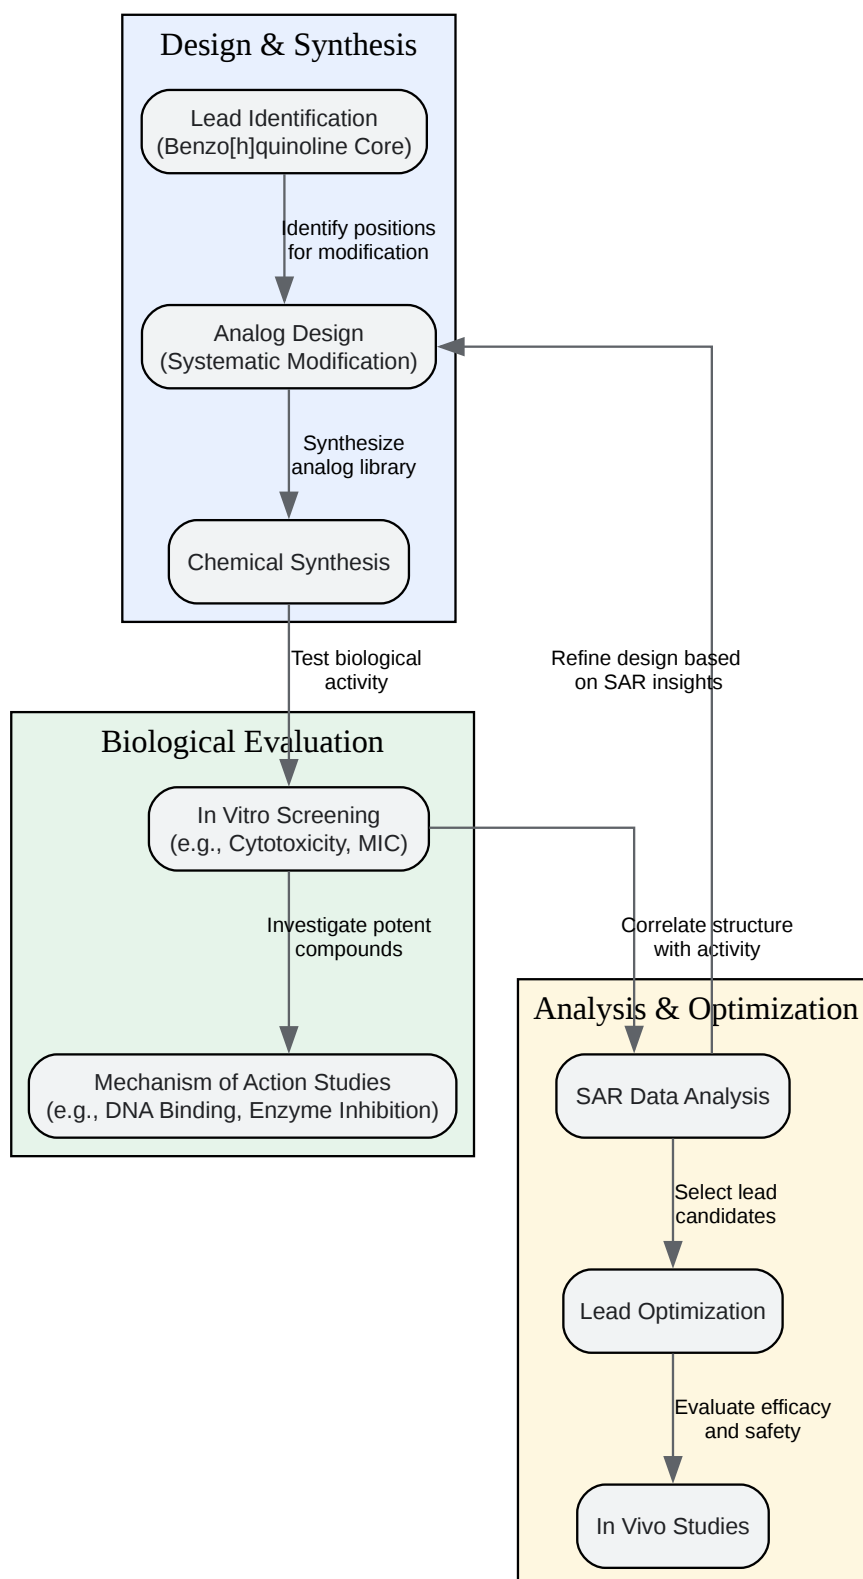 Design & Synthesis
Lead Identification
(Benzo[h]quinoline Core)
Identify positions
for modification
Analog Design
(Systematic Modification)
Synthesize
analog library
Chemical Synthesis
Test biological
activity
Refine design based
on SAR insights
Biological Evaluation
In Vitro Screening
(e.g., Cytotoxicity, MIC)
Investigate potent
compounds
Correlate structure
with activity
Analysis & Optimization
Mechanism of Action Studies
(e.g., DNA Binding, Enzyme Inhibition)
SAR Data Analysis
Select lead
candidates
Lead Optimization
Evaluate efficacy
and safety
In Vivo Studies